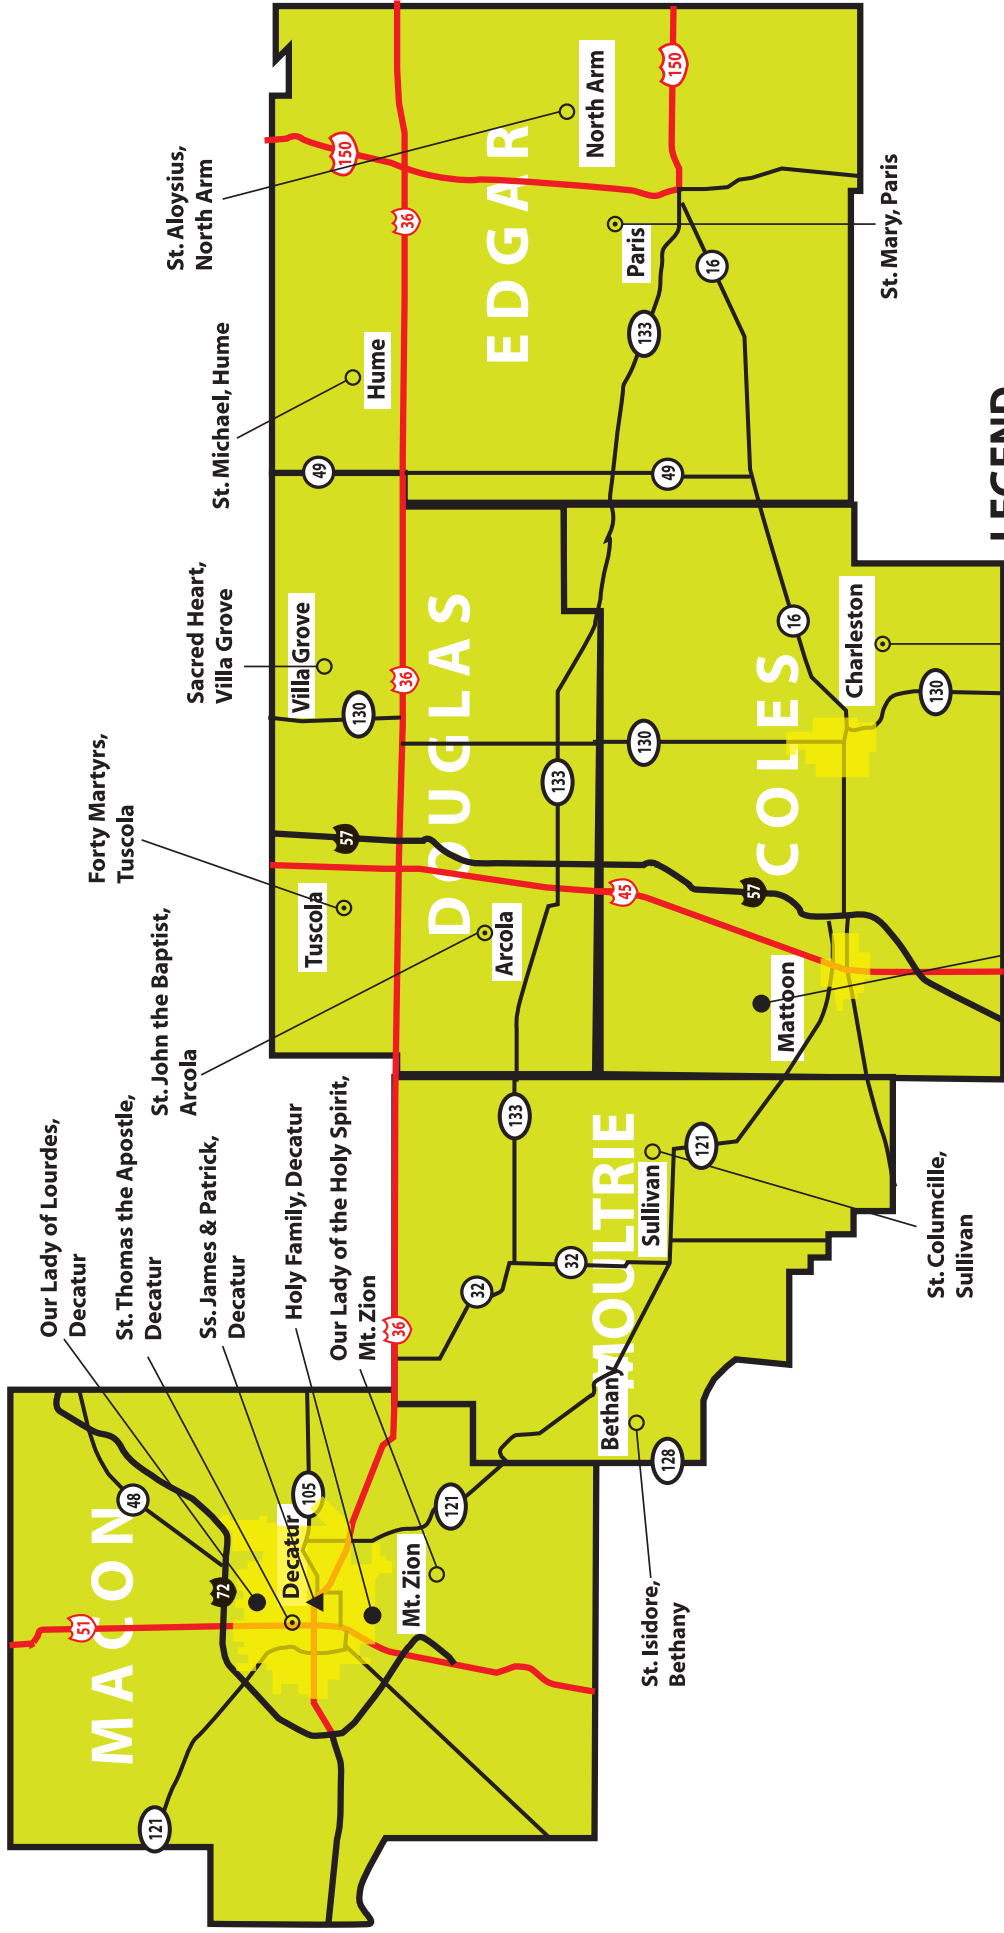 Our Lady of Lourdes,
Decatur
St. Thomas the Apostle,
Decatur
Ss. James & Patrick,
Decatur
Holy Family, Decatur
Our Lady of the Holy Spirit,
Mt. Zion
St. John the Baptist,
Arcola
Forty Martyrs,
Tuscola
Sacred Heart,
Villa Grove
St. Michael, Hume
St. Aloysius,
North Arm
MACON
51
48
72
121
105
Decatur
Mt. Zion
121
36
32
32
133
MOULTRIE
Bethany
128
Sullivan
121
St. Isidore,
Bethany
St. Columcille,
Sullivan
Tuscola
57
Villa Grove
130
36
DOUGLAS
Arcola
133
45
130
COLES
57
Mattoon
Charleston
16
130
49
Hume
36
150
EDGAR
North Arm
150
Paris
133
16
49
St. Mary, Paris
LEGEND